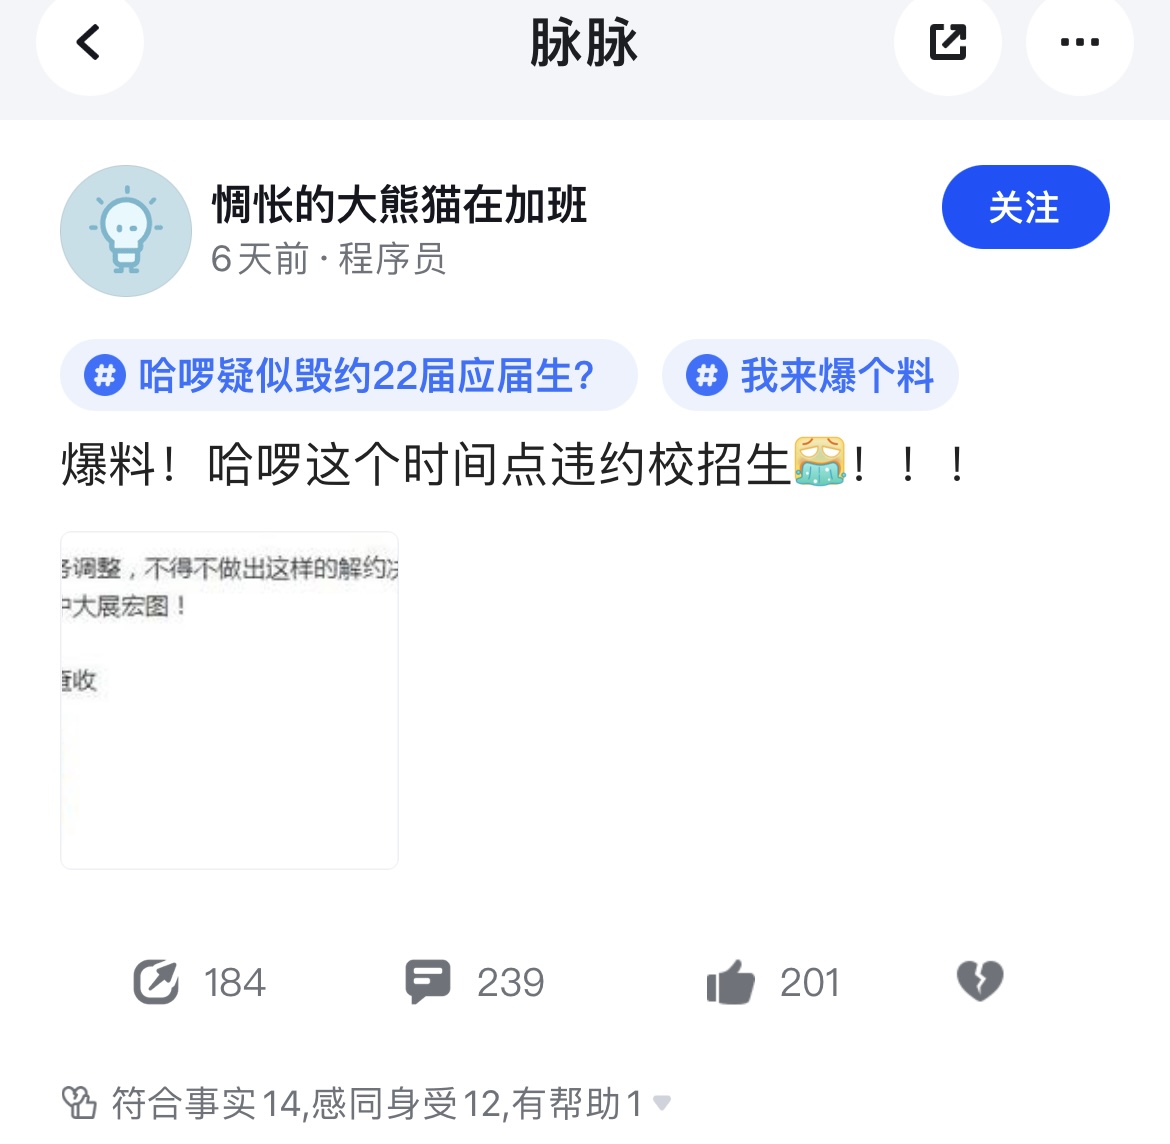 脉脉
惆怅的大熊猫在加班
关注
6天前·程序员
#哈啰疑似毁约22届应届生?
#我来爆个料
爆料！哈啰这个时间点违约校招生！！！
调整，不得不做出这样的解约
大展宏图！
收
184
239
201
符合事实14,感同身受12,有帮助1